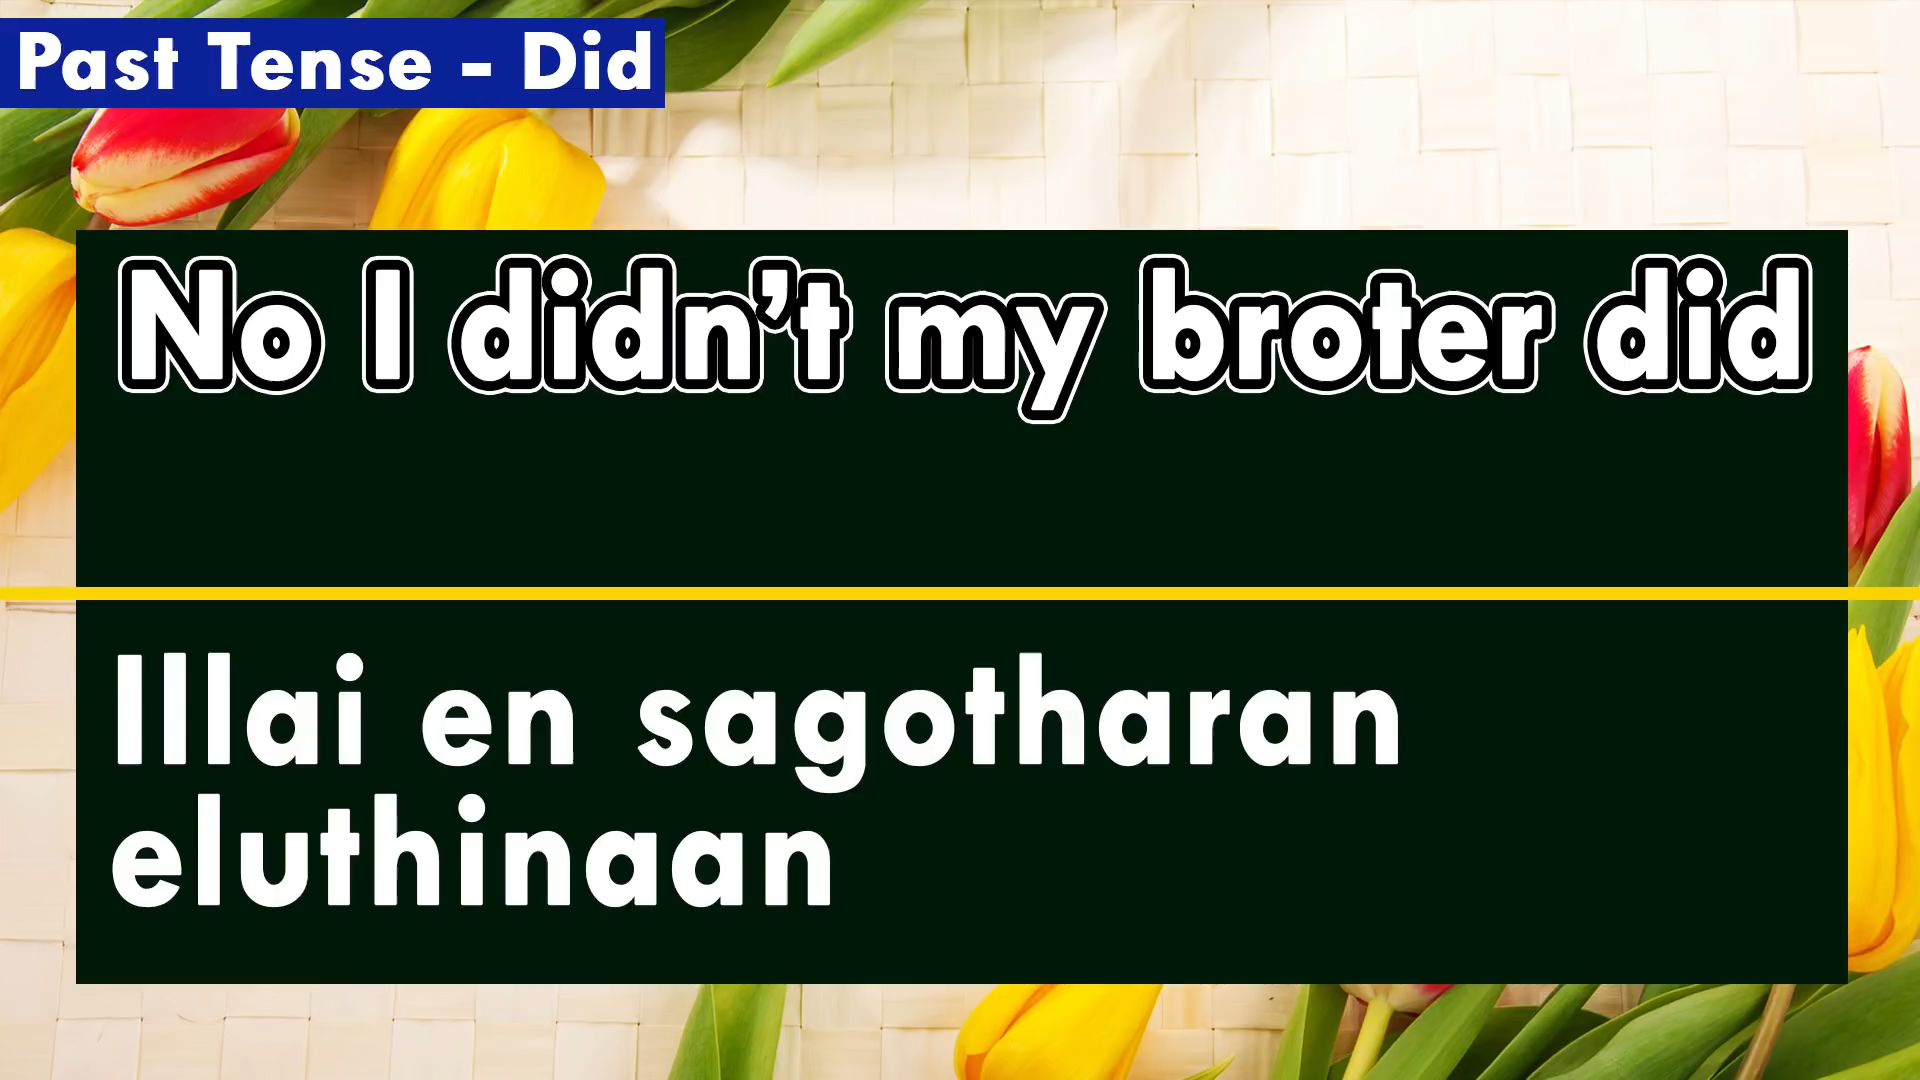 Past Tense - Did
No I didn't my broter did
Illai en sagotharan
eluthinaan